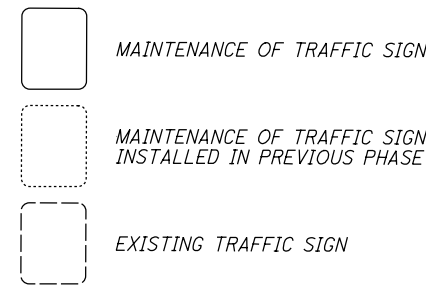 MAINTENANCE OF TRAFFIC SIGN
MAINTENANCE OF TRAFFIC SIGN
INSTALLED IN PREVIOUS PHASE
EXISTING TRAFFIC SIGN